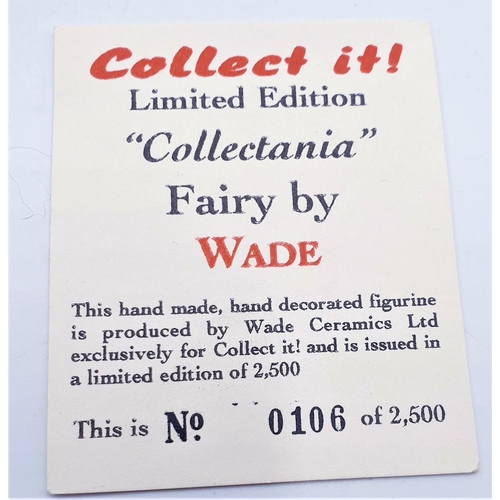 Collect it!
Limited Edition
"Collectania"
Fairy by
WADE
This hand made, hand decorated figurine
is produced by Wade Ceramics Ltd
exclusively for Collect it! and is issued in
a limited edition of 2,500
This is Nº 0106 of 2,500